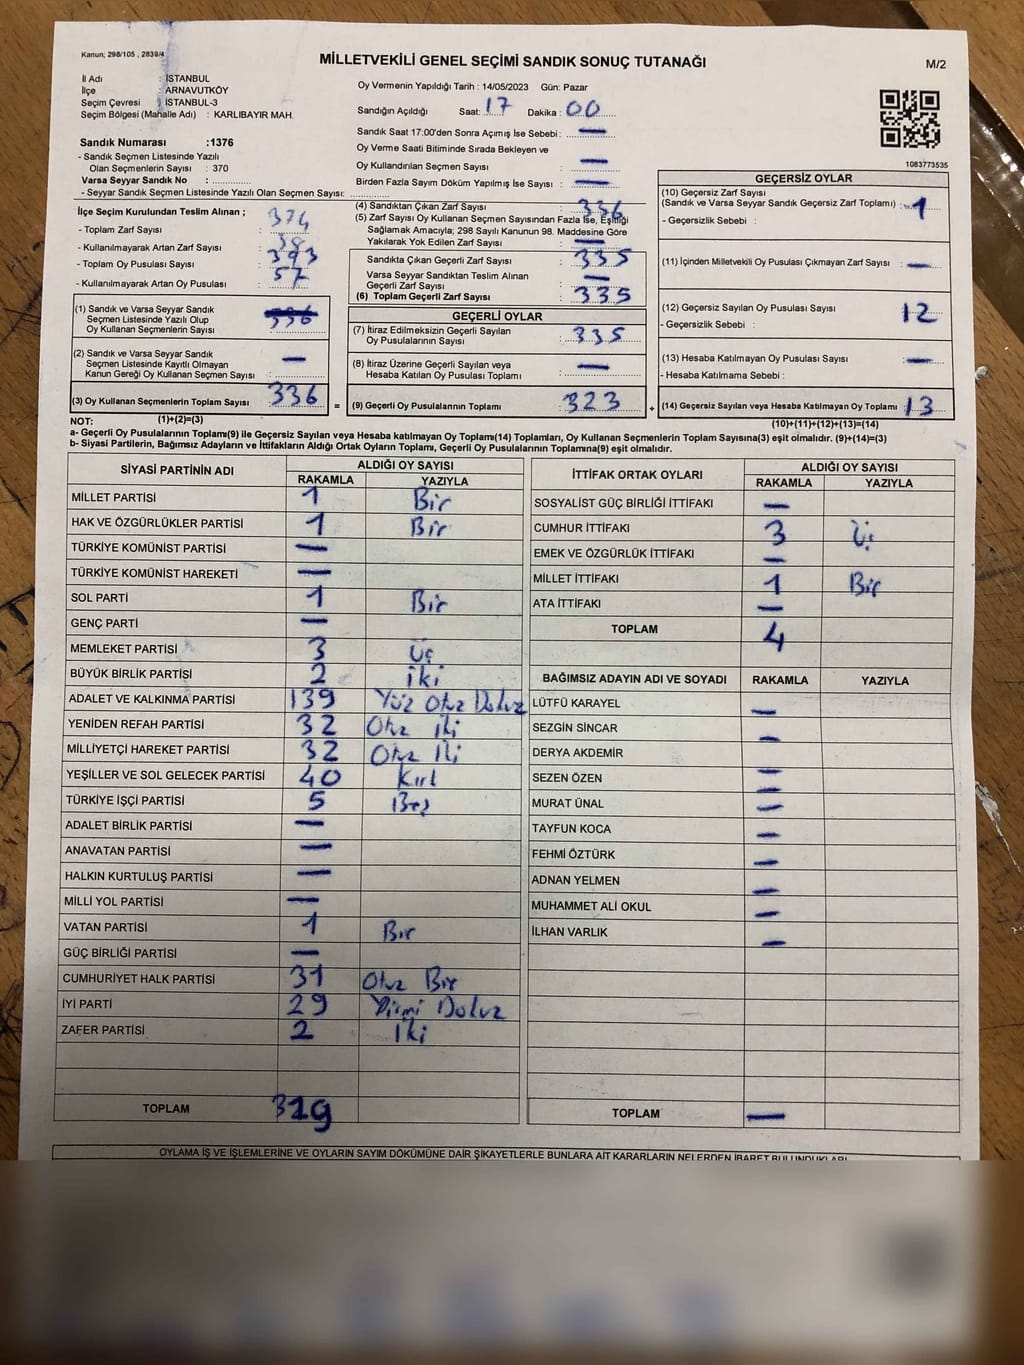 Kanun; 298/105 , 2839/4
MİLLETVEKİLİ GENEL SEÇİMİ SANDIK SONUÇ TUTANAĞI
M/2
İl Adı : İSTANBUL
İlçe : ARNAVUTKÖY
Seçim Çevresi : İSTANBUL-3
Seçim Bölgesi (Mahalle Adı) : KARLIBAYIR MAH.
Oy Vermenin Yapıldığı Tarih : 14/05/2023 Gün: Pazar
Sandığın Açıldığı Saat: 17 Dakika : 00
Sandık Saat 17:00'den Sonra Açımış İse Sebebi : —
Oy Verme Saati Bitiminde Sırada Bekleyen ve
Oy Kullandırılan Seçmen Sayısı : —
Birden Fazla Sayım Döküm Yapılmış İse Sayısı : —
1083773535
Sandık Numarası :1376
- Sandık Seçmen Listesinde Yazılı
Olan Seçmenlerin Sayısı : 370
Varsa Seyyar Sandık No :
- Seyyar Sandık Seçmen Listesinde Yazılı Olan Seçmen Sayısı:
İlçe Seçim Kurulundan Teslim Alınan ;
- Toplam Zarf Sayısı : 374
- Kullanılmayarak Artan Zarf Sayısı : 38
- Toplam Oy Pusulası Sayısı : 393
- Kullanılmayarak Artan Oy Pusulası : 57
(4) Sandıktan Çıkan Zarf Sayısı : 336
(5) Zarf Sayısı Oy Kullanan Seçmen Sayısından Fazla İse, Eşitliği
Sağlamak Amacıyla; 298 Sayılı Kanunun 98. Maddesine Göre
Yakılarak Yok Edilen Zarf Sayısı : —
Sandıkta Çıkan Geçerli Zarf Sayısı : 335
Varsa Seyyar Sandıktan Teslim Alınan
Geçerli Zarf Sayısı : —
(6) Toplam Geçerli Zarf Sayısı : 335
GEÇERSİZ OYLAR
(10) Geçersiz Zarf Sayısı
(Sandık ve Varsa Seyyar Sandık Geçersiz Zarf Toplamı) : 1
- Geçersizlik Sebebi :
(11) İçinden Milletvekili Oy Pusulası Çıkmayan Zarf Sayısı : —
(12) Geçersiz Sayılan Oy Pusulası Sayısı : 12
- Geçersizlik Sebebi :
(13) Hesaba Katılmayan Oy Pusulası Sayısı : —
- Hesaba Katılmama Sebebi :
(14) Geçersiz Sayılan veya Hesaba Katılmayan Oy Toplamı 13
(10)+(11)+(12)+(13)=(14)
(1) Sandık ve Varsa Seyyar Sandık
Seçmen Listesinde Yazılı Olup
Oy Kullanan Seçmenlerin Sayısı : 336
(2) Sandık ve Varsa Seyyar Sandık
Seçmen Listesinde Kayıtlı Olmayan
Kanun Gereği Oy Kullanan Seçmen Sayısı : —
(3) Oy Kullanan Seçmenlerin Toplam Sayısı 336 =
(1)+(2)=(3)
GEÇERLİ OYLAR
(7) İtiraz Edilmeksizin Geçerli Sayılan
Oy Pusulalarının Sayısı : 335
(8) İtiraz Üzerine Geçerli Sayılan veya
Hesaba Katılan Oy Pusulası Toplamı : —
(9) Geçerli Oy Pusulalarının Toplamı : 323 +
NOT:
a- Geçerli Oy Pusulalarının Toplamı(9) ile Geçersiz Sayılan veya Hesaba katılmayan Oy Toplamı(14) Toplamları, Oy Kullanan Seçmenlerin Toplam Sayısına(3) eşit olmalıdır. (9)+(14)=(3)
b- Siyasi Partilerin, Bağımsız Adayların ve İttifakların Aldığı Ortak Oyların Toplamı, Geçerli Oy Pusulalarının Toplamına(9) eşit olmalıdır.
SİYASİ PARTİNİN ADI ALDIĞI OY SAYISI
RAKAMLA YAZIYLA
MİLLET PARTİSİ 1 Bir
HAK VE ÖZGÜRLÜKLER PARTİSİ 1 Bir
TÜRKİYE KOMÜNİST PARTİSİ —
TÜRKİYE KOMÜNİST HAREKETİ —
SOL PARTİ 1 Bir
GENÇ PARTİ —
MEMLEKET PARTİSİ 3 Üç
BÜYÜK BİRLİK PARTİSİ 2 iki
ADALET VE KALKINMA PARTİSİ 139 Yüz Otuz Dokuz
YENİDEN REFAH PARTİSİ 32 Otuz iki
MİLLİYETÇİ HAREKET PARTİSİ 32 Otuz iki
YEŞİLLER VE SOL GELECEK PARTİSİ 40 Kırk
TÜRKİYE İŞÇİ PARTİSİ 5 Beş
ADALET BİRLİK PARTİSİ —
ANAVATAN PARTİSİ —
HALKIN KURTULUŞ PARTİSİ —
MİLLİ YOL PARTİSİ —
VATAN PARTİSİ 1 Bir
GÜÇ BİRLİĞİ PARTİSİ —
CUMHURİYET HALK PARTİSİ 31 Otuz Bir
İYİ PARTİ 29 Yirmi Dokuz
ZAFER PARTİSİ 2 İki
TOPLAM 319
İTTİFAK ORTAK OYLARI ALDIĞI OY SAYISI
RAKAMLA YAZIYLA
SOSYALİST GÜÇ BİRLİĞİ İTTİFAKI —
CUMHUR İTTİFAKI 3 Üç
EMEK VE ÖZGÜRLÜK İTTİFAKI —
MİLLET İTTİFAKI 1 Bir
ATA İTTİFAKI —
TOPLAM 4
BAĞIMSIZ ADAYIN ADI VE SOYADI RAKAMLA YAZIYLA
LÜTFÜ KARAYEL —
SEZGİN SİNCAR —
DERYA AKDEMİR —
SEZEN ÖZEN —
MURAT ÜNAL —
TAYFUN KOCA —
FEHMİ ÖZTÜRK —
ADNAN YELMEN —
MUHAMMET ALİ OKUL —
İLHAN VARLIK —
TOPLAM —
OYLAMA İŞ VE İŞLEMLERİNE VE OYLARIN SAYIM DÖKÜMÜNE DAİR ŞİKAYETLERLE BUNLARA AİT KARARLARIN NELERDEN İBARET BULUNDUKLARI